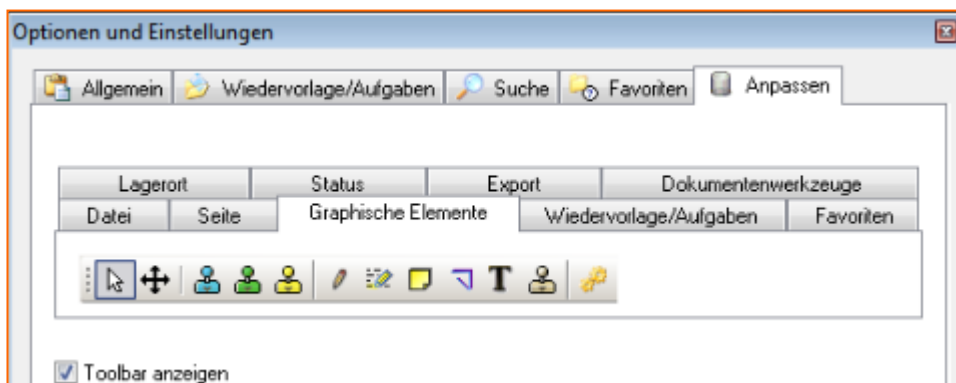 Optionen und Einstellungen
Allgemein Wiedervorlage/Aufgaben Suche Favoriten Anpassen
Lagerort Status Export Dokumentenwerkzeuge
Datei Seite Graphische Elemente Wiedervorlage/Aufgaben Favoriten
T
Toolbar anzeigen